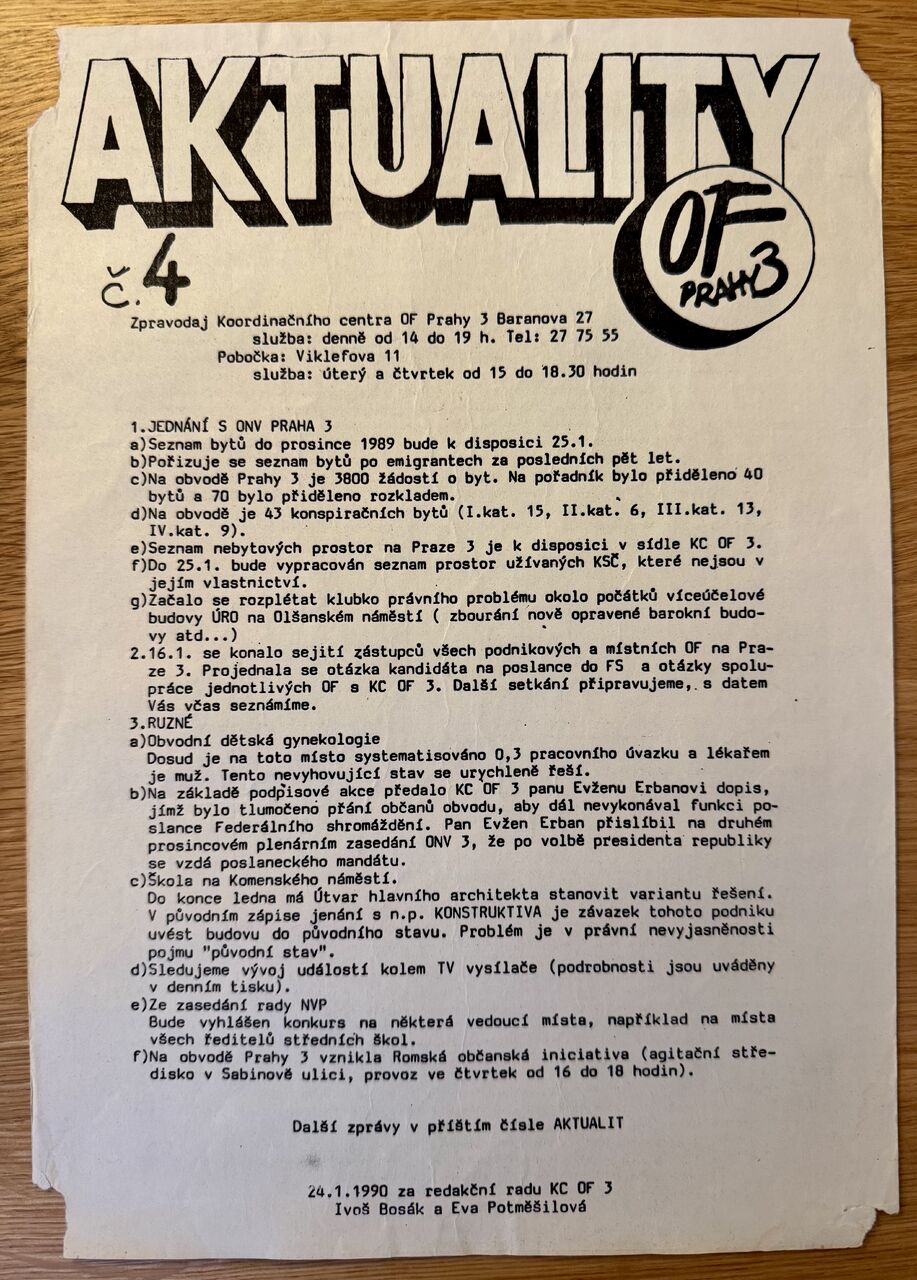 AKTUALITY
OF
PRAHY 3
č. 4
Zpravodaj Koordinačního centra OF Prahy 3 Baranova 27
služba: denně od 14 do 19 h. Tel: 27 75 55
Pobočka: Viklefova 11
služba: úterý a čtvrtek od 15 do 18.30 hodin
1.JEDNÁNÍ S ONV PRAHA 3
a)Seznam bytů do prosince 1989 bude k disposici 25.1.
b)Pořizuje se seznam bytů po emigrantech za posledních pět let.
c)Na obvodě Prahy 3 je 3800 žádostí o byt. Na pořadník bylo přiděleno 40
bytů a 70 bylo přiděleno rozkladem.
d)Na obvodě je 43 konspiračních bytů (I.kat. 15, II.kat. 6, III.kat. 13,
IV.kat. 9).
e)Seznam nebytových prostor na Praze 3 je k disposici v sídle KC OF 3.
f)Do 25.1. bude vypracován seznam prostor užívaných KSČ, které nejsou v
jejím vlastnictví.
g)Začalo se rozplétat klubko právního problému okolo počátků víceúčelové
budovy ÚRO na Olšanském náměstí ( zbourání nově opravené barokní budo-
vy atd...)
2.16.1. se konalo sejití zástupců všech podnikových a místních OF na Pra-
ze 3. Projednala se otázka kandidáta na poslance do FS a otázky spolu-
práce jednotlivých OF s KC OF 3. Další setkání připravujeme, s datem
Vás včas seznámíme.
3.RUZNÉ
a)Obvodní dětská gynekologie
Dosud je na toto místo systematisováno 0,3 pracovního úvazku a lékařem
je muž. Tento nevyhovující stav se urychleně řeší.
b)Na základě podpisové akce předalo KC OF 3 panu Evženu Erbanovi dopis,
jímž bylo tlumočeno přání občanů obvodu, aby dál nevykonával funkci po-
slance Federálního shromáždění. Pan Evžen Erban přislíbil na druhém
prosincovém plenárním zasedání ONV 3, že po volbě presidenta republiky
se vzdá poslaneckého mandátu.
c)Škola na Komenského náměstí.
Do konce ledna má Útvar hlavního architekta stanovit variantu řešení.
V původním zápise jenání s n.p. KONSTRUKTIVA je závazek tohoto podniku
uvést budovu do původního stavu. Problém je v právní nevyjasněnosti
pojmu "původní stav".
d)Sledujeme vývoj událostí kolem TV vysílače (podrobnosti jsou uváděny
v denním tisku).
e)Ze zasedání rady NVP
Bude vyhlášen konkurs na některá vedoucí místa, například na místa
všech ředitelů středních škol.
f)Na obvodě Prahy 3 vznikla Romská občanská iniciativa (agitační stře-
disko v Sabinově ulici, provoz ve čtvrtek od 16 do 18 hodin).
Další zprávy v příštím čísle AKTUALIT
24.1.1990 za redakční radu KC OF 3
Ivoš Bosák a Eva Potměšilová